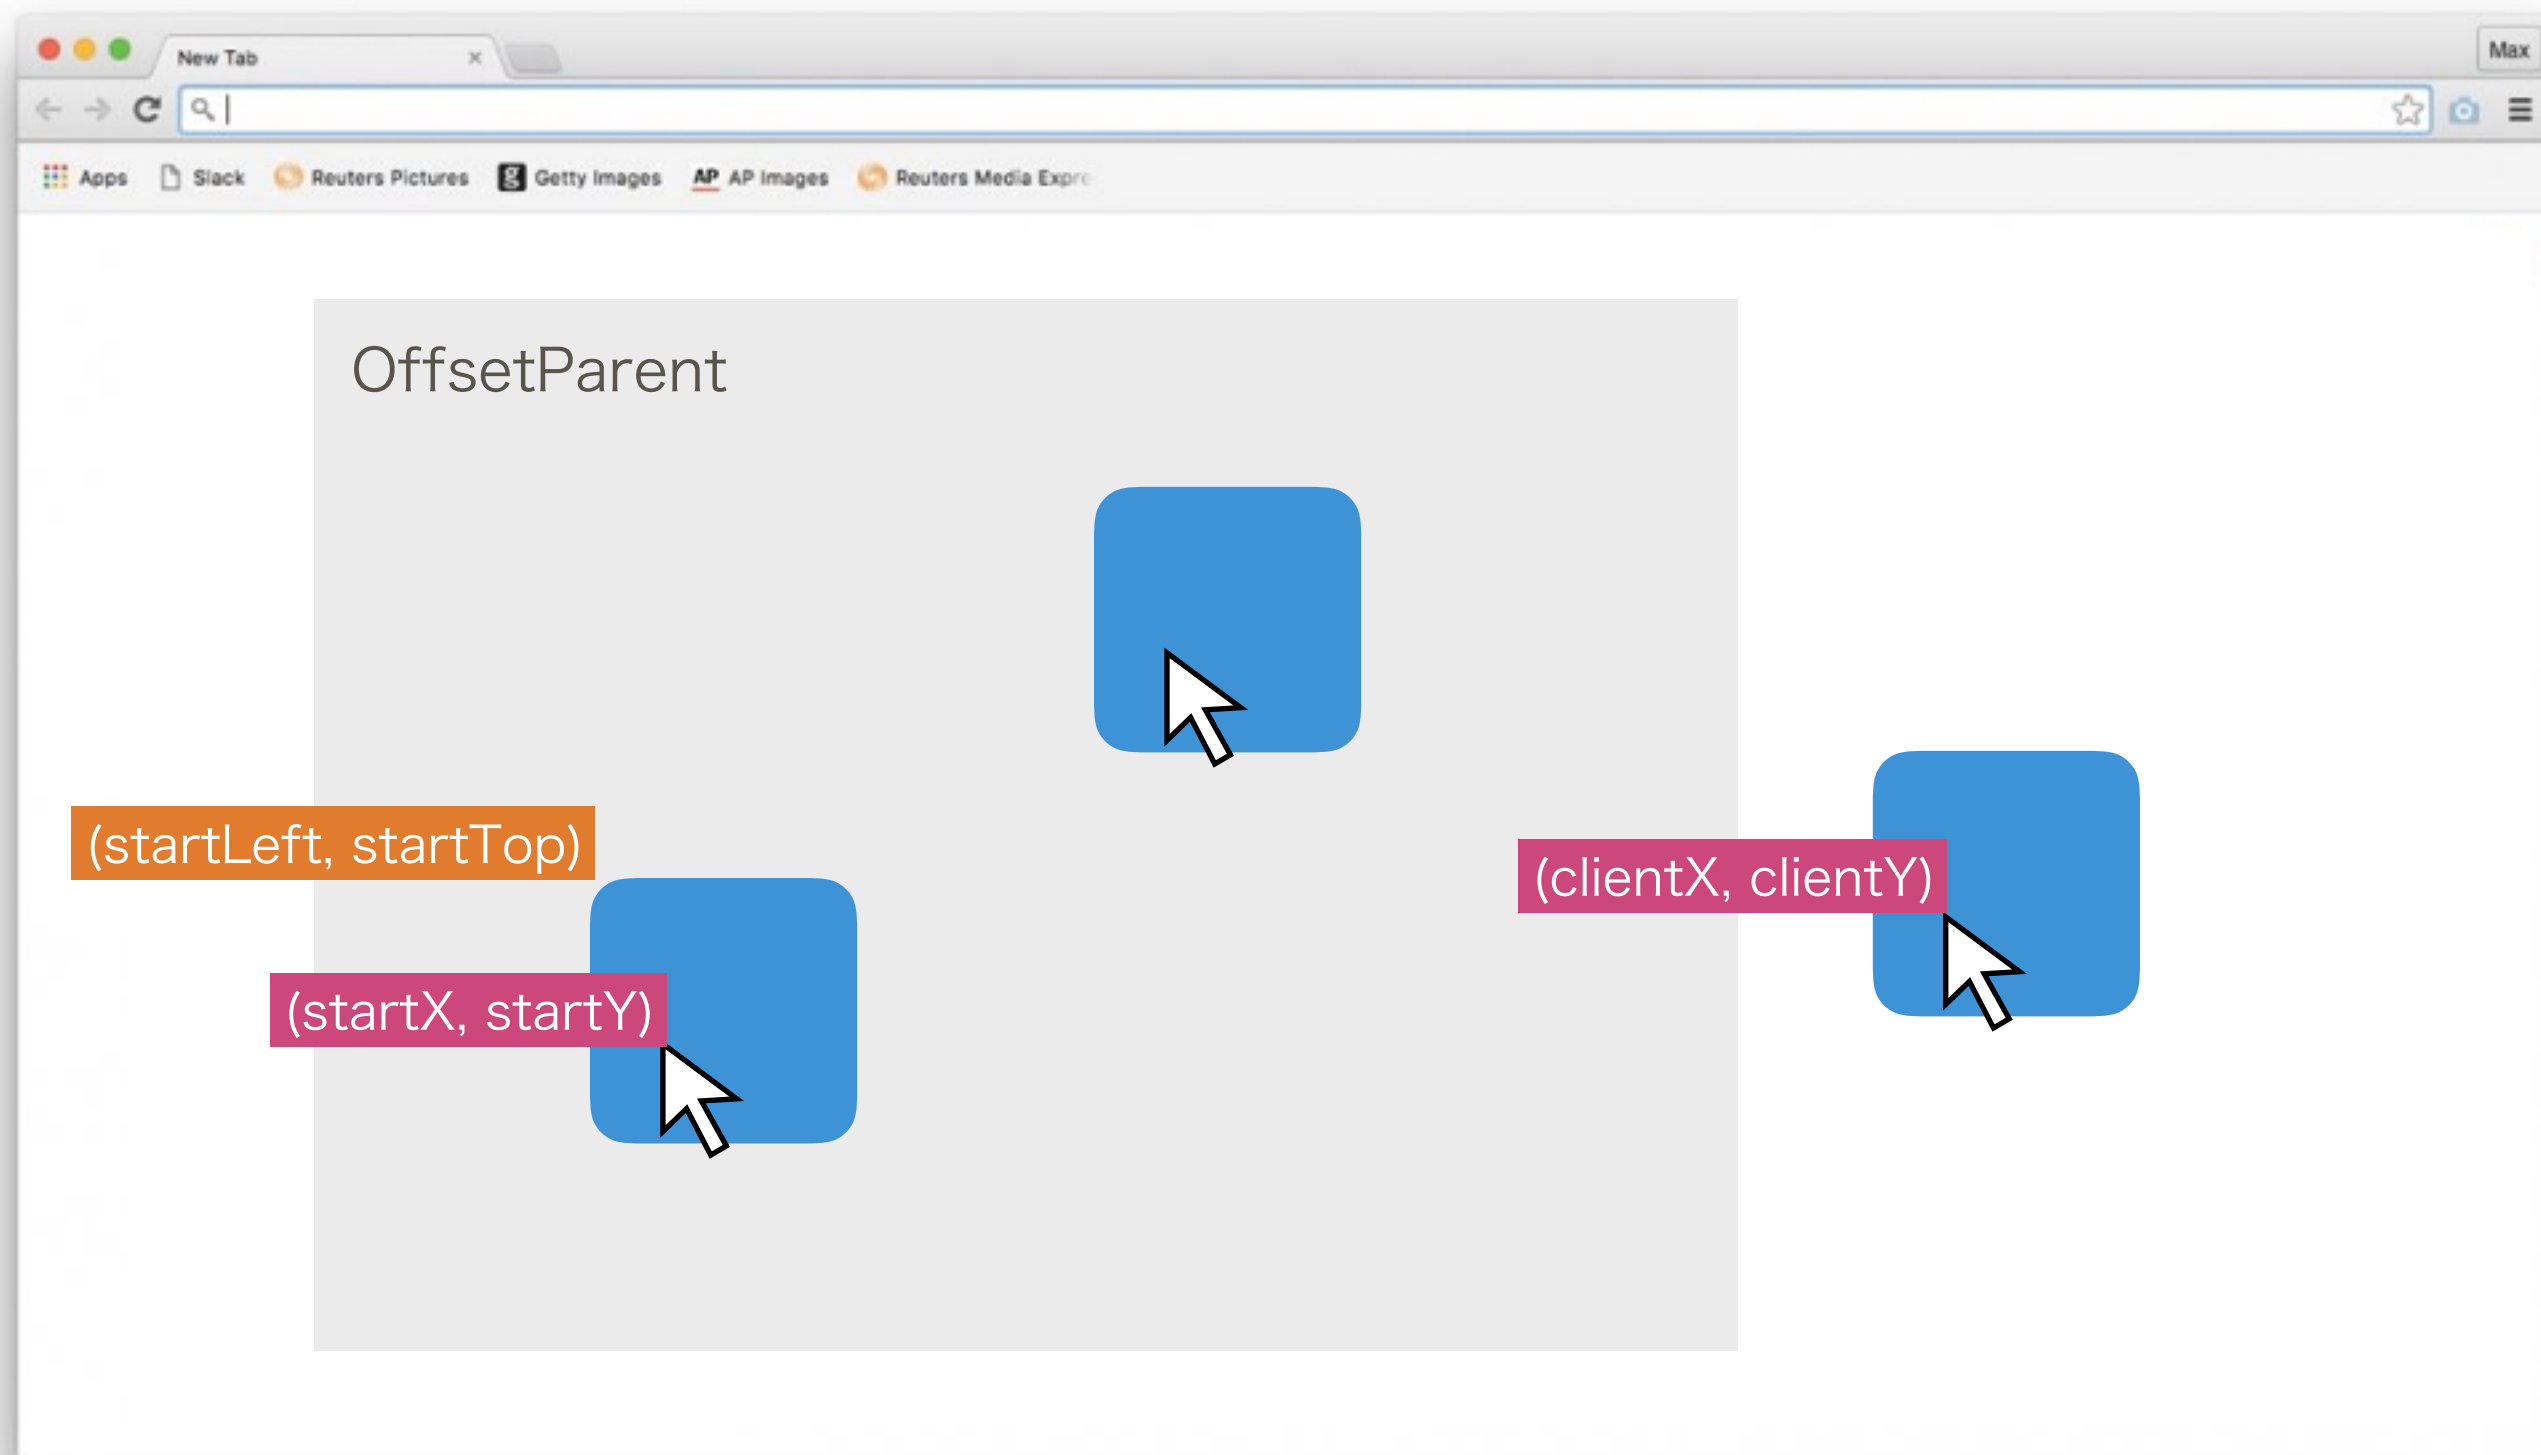 New Tab
Max
Apps Slack Reuters Pictures Getty Images AP AP Images Reuters Media Expre
OffsetParent
(startLeft, startTop)
(clientX, clientY)
(startX, startY)